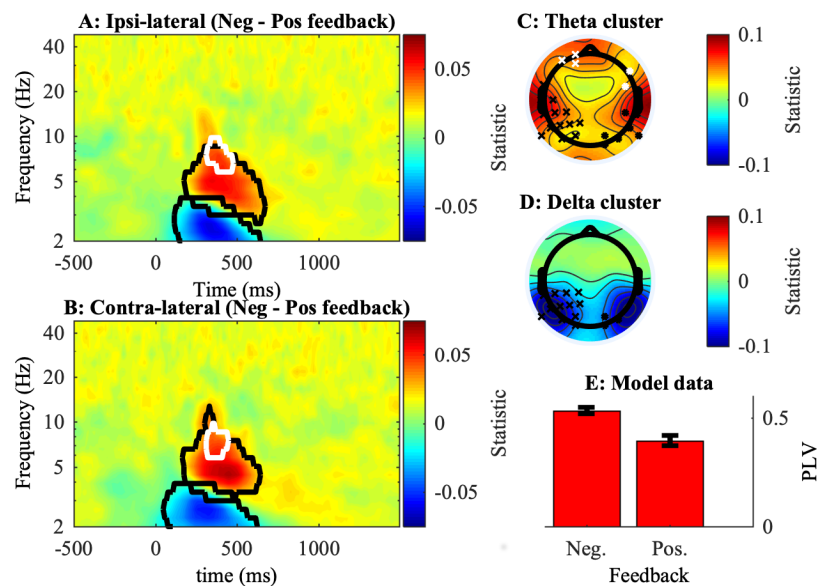 A: Ipsi-lateral (Neg - Pos feedback)
Frequency (Hz)
40
20
10
5
2
-500
0
500
1000
Time (ms)
0.05
0
-0.05
Statistic
B: Contra-lateral (Neg - Pos feedback)
Frequency (Hz)
40
20
10
5
2
-500
0
500
1000
time (ms)
0.05
0
-0.05
Statistic
C: Theta cluster
0.1
0
-0.1
Statistic
D: Delta cluster
0.1
0
-0.1
Statistic
E: Model data
0.5
0
PLV
Neg.
Pos.
Feedback